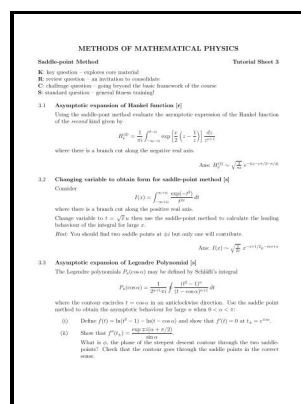 METHODS OF MATHEMATICAL PHYSICS
Saddle-point Method Tutorial Sheet 3
K: key question – explores core material
R: review question – an invitation to consolidate
C: challenge question – going beyond the basic framework of the course
S: standard question – general fitness training!
3.1 Asymptotic expansion of Hankel function [r]
Using the saddle-point method evaluate the asymptotic expansion of the Hankel function
of the second kind given by
where there is a branch cut along the negative real axis.
3.2 Changing variable to obtain form for saddle-point method [s]
Consider
where there is a branch cut along the positive real axis.
Change variable to t = √x u then use the saddle-point method to calculate the leading
behaviour of the integral for large x.
Hint: You should find two saddle points at ±i but only one will contribute.
3.3 Asymptotic expansion of Legendre Polynomial [s]
The Legendre polynomials Pₙ(cos α) may be defined by Schläfli's integral
where the contour encircles t = cos α in an anticlockwise direction. Use the saddle point
method to obtain the asymptotic behaviour for large n when 0 < α < π:
(i) Define f(t) = ln(t² − 1) − ln(t − cos α) and show that f′(t) = 0 at t± = e^±iα.
(ii) Show that f″(t±) = exp ∓i(α + π/2) / sin α.
What is φ, the phase of the steepest descent contour through the two saddle-
points? Check that the contour goes through the saddle points in the correct
sense.